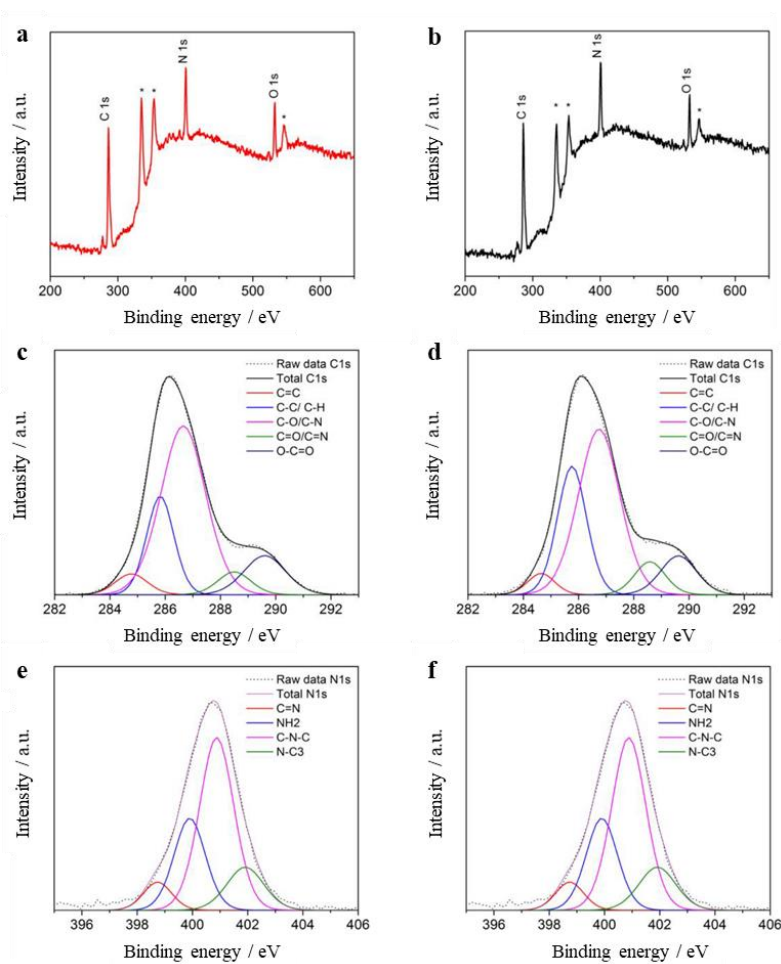 a
C 1s
*
*
N 1s
O 1s
*
Intensity / a.u.
200 300 400 500 600
Binding energy / eV
b
C 1s
*
*
N 1s
O 1s
*
Intensity / a.u.
200 300 400 500 600
Binding energy / eV
c
Raw data C1s
Total C1s
C=C
C-C/ C-H
C-O/C-N
C=O/C=N
O-C=O
Intensity / a.u.
282 284 286 288 290 292
Binding energy / eV
d
Raw data C1s
Total C1s
C=C
C-C/ C-H
C-O/C-N
C=O/C=N
O-C=O
Intensity / a.u.
282 284 286 288 290 292
Binding energy / eV
e
Raw data N1s
Total N1s
C=N
NH2
C-N-C
N-C3
Intensity / a.u.
396 398 400 402 404 406
Binding energy / eV
f
Raw data N1s
Total N1s
C=N
NH2
C-N-C
N-C3
Intensity / a.u.
396 398 400 402 404 406
Binding energy / eV